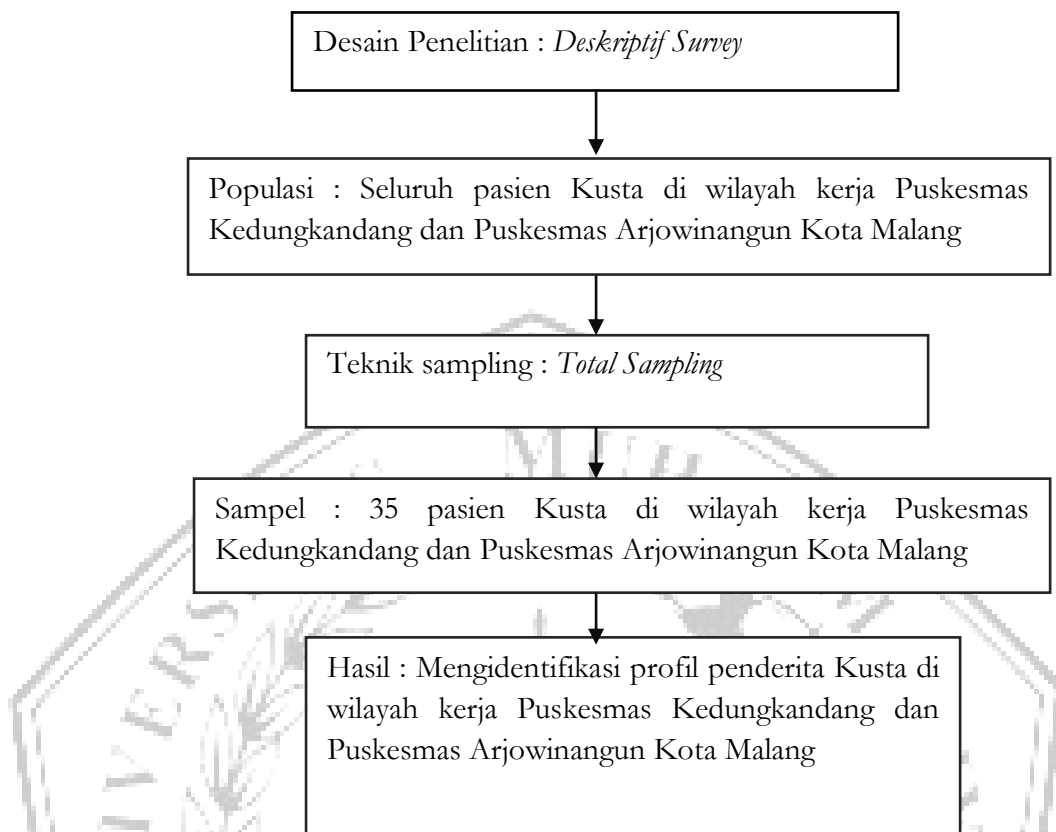 Desain Penelitian : Deskriptif Survey
Populasi : Seluruh pasien Kusta di wilayah kerja Puskesmas
Kedungkandang dan Puskesmas Arjowinangun Kota Malang
Teknik sampling : Total Sampling
Sampel : 35 pasien Kusta di wilayah kerja Puskesmas
Kedungkandang dan Puskesmas Arjowinangun Kota Malang
Hasil : Mengidentifikasi profil penderita Kusta di
wilayah kerja Puskesmas Kedungkandang dan
Puskesmas Arjowinangun Kota Malang